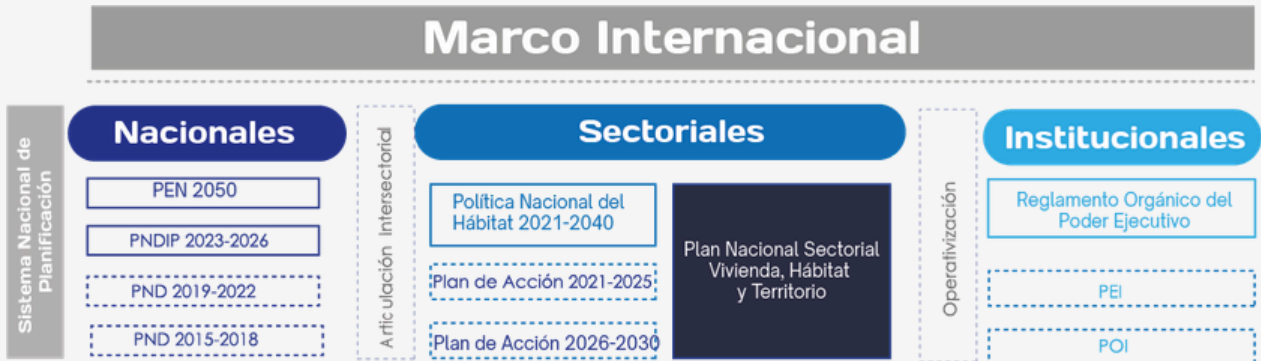 Marco Internacional
Sistema Nacional de
Planificación
Nacionales
PEN 2050
PNDIP 2023-2026
PND 2019-2022
PND 2015-2018
Articulación Intersectorial
Sectoriales
Política Nacional del
Hábitat 2021-2040
Plan de Acción 2021-2025
Plan de Acción 2026-2030
Plan Nacional Sectorial
Vivienda, Hábitat
y Territorio
Operativización
Institucionales
Reglamento Orgánico del
Poder Ejecutivo
PEI
POI